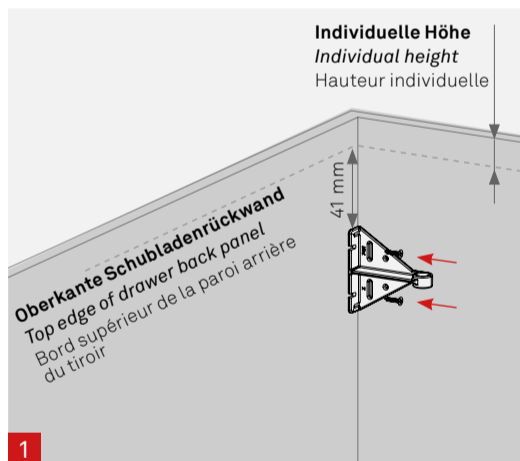 Individuelle Höhe
Individual height
Hauteur individuelle
41 mm
Oberkante Schubladenrückwand
Top edge of drawer back panel
Bord supérieur de la paroi arrière
du tiroir
1